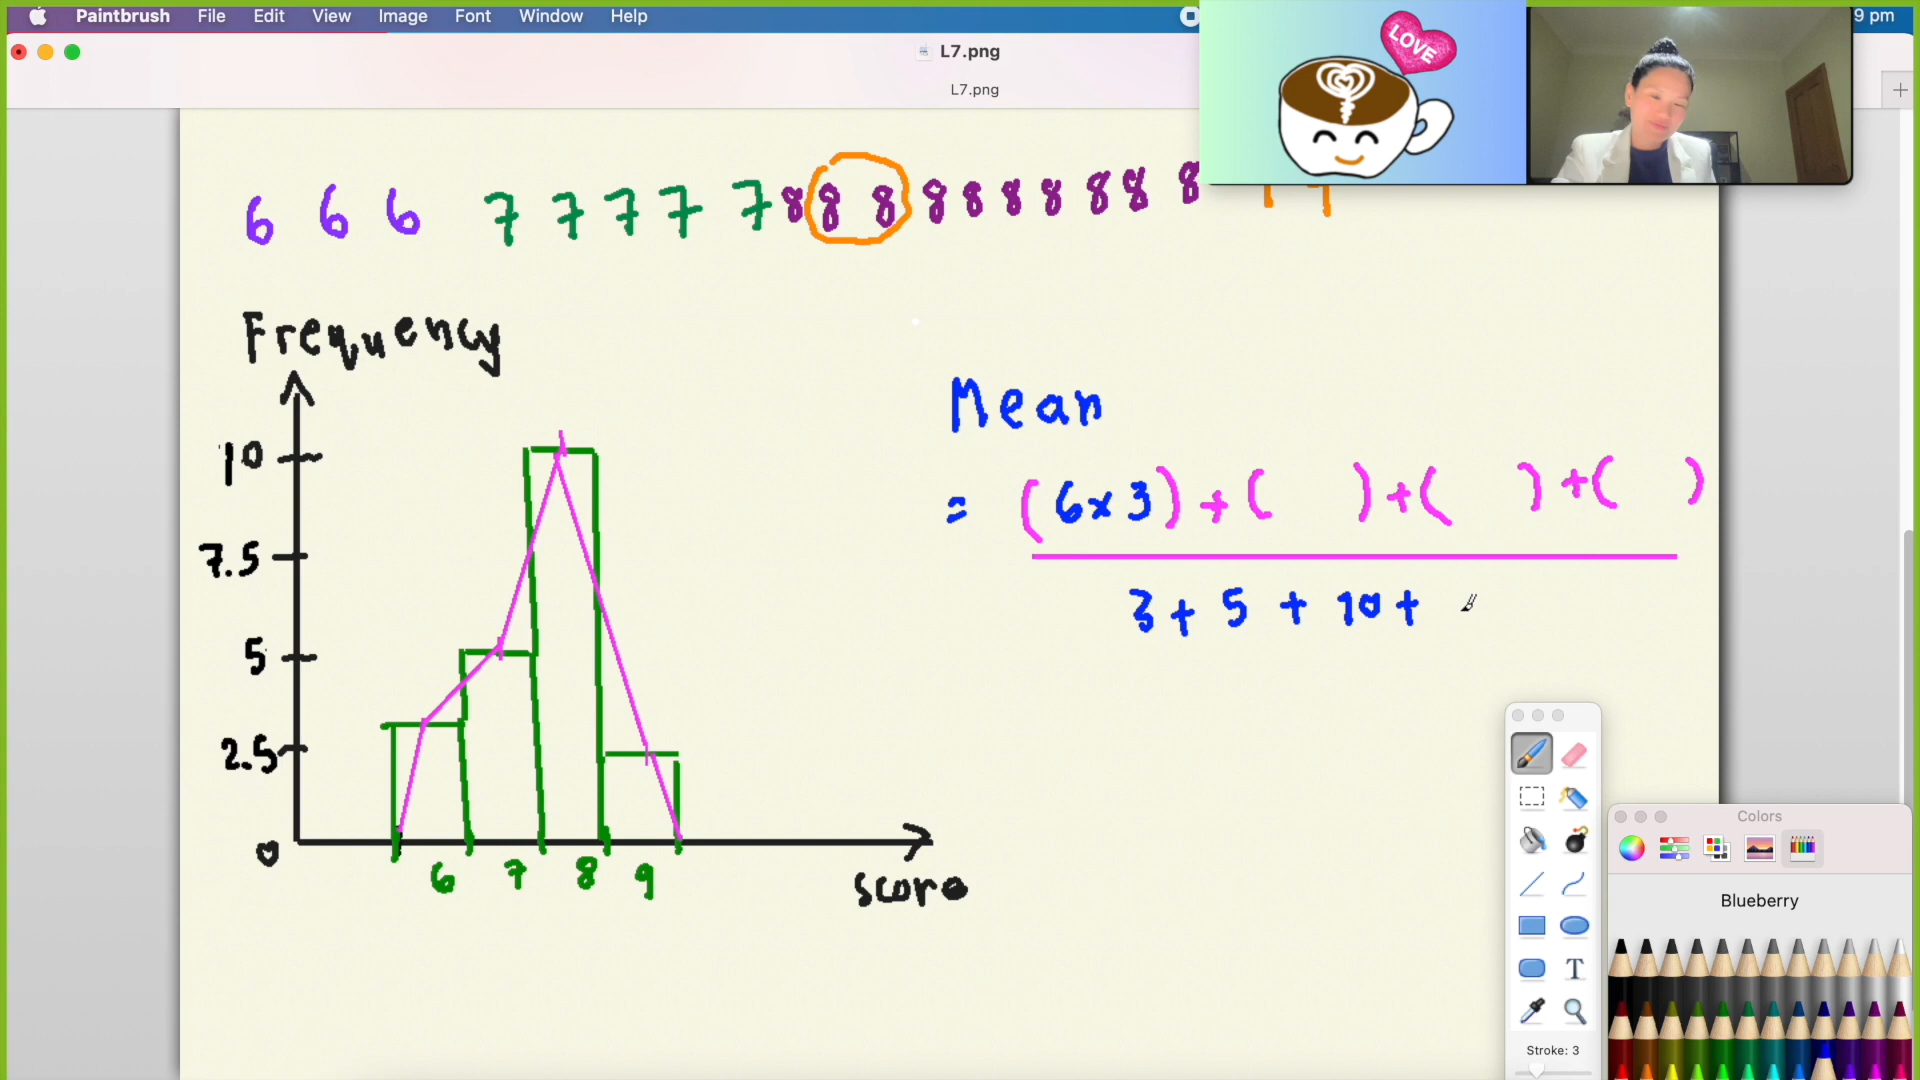 Paintbrush File Edit View Image Font Window Help 9 pm
LOVE
L7.png
L7.png
6 6 6 7 7 7 7 7 8 8 8 8 8 8 8 8 8 8
Frequency
Mean
10
= (6x3) + ( ) + ( ) + ( )
7.5
3 + 5 + 10 +
5
2.5
0
6 7 8 9
score
Colors
Blueberry
Stroke: 3